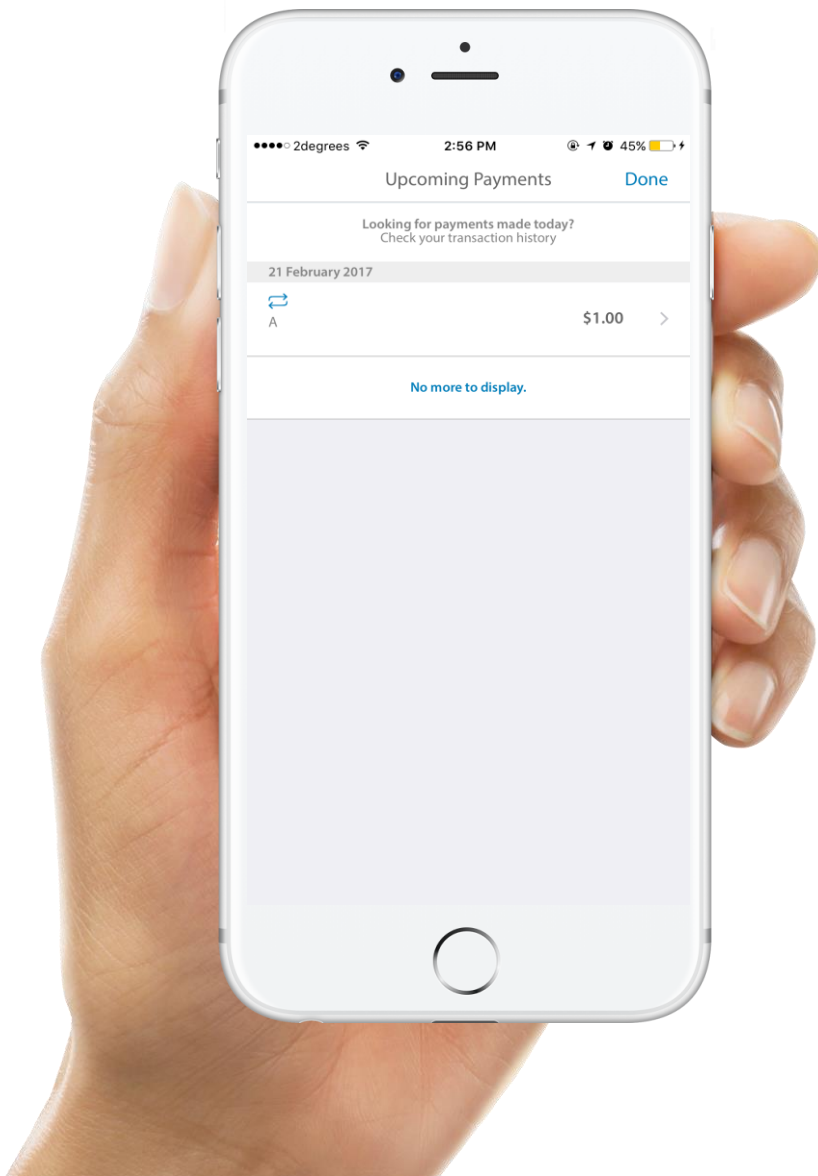 2degrees 2:56 PM 45%
Upcoming Payments Done
Looking for payments made today?
Check your transaction history
21 February 2017
A $1.00
No more to display.